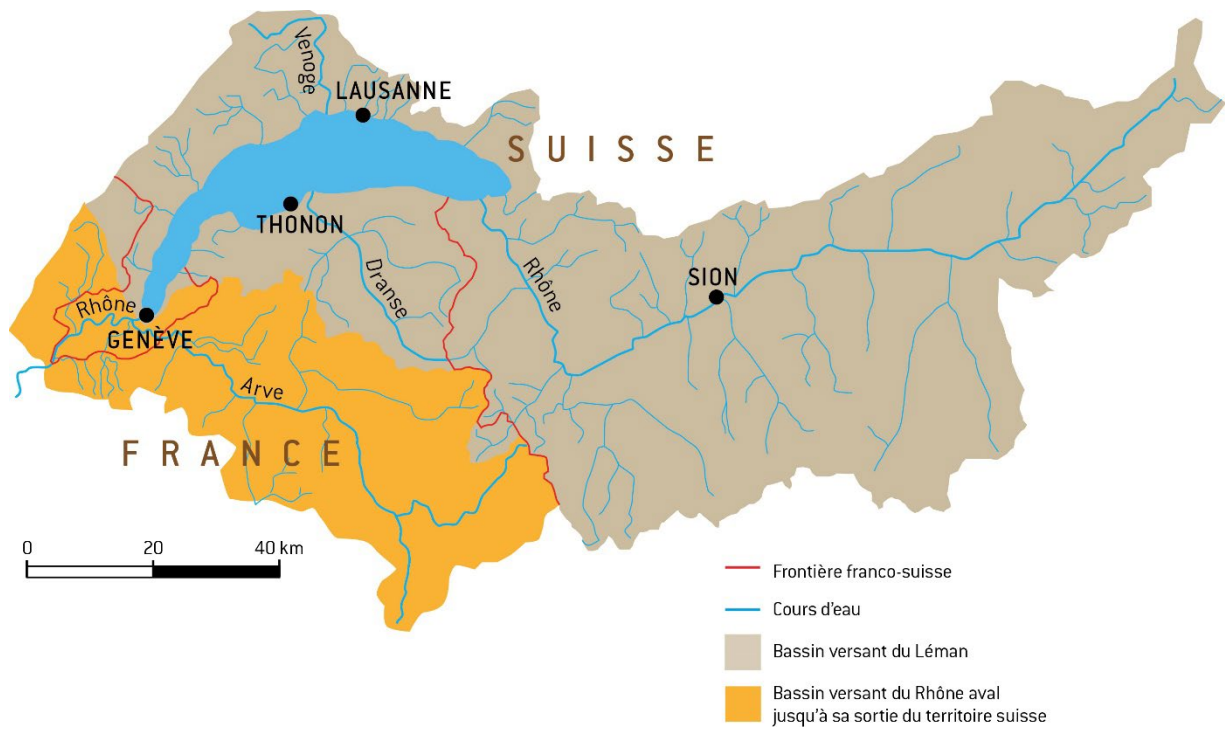 Venoge
LAUSANNE
SUISSE
THONON
Dranse
Rhône
SION
Rhône
GENÈVE
Arve
FRANCE
0 20 40 km
Frontière franco-suisse
Cours d'eau
Bassin versant du Léman
Bassin versant du Rhône aval
jusqu'à sa sortie du territoire suisse